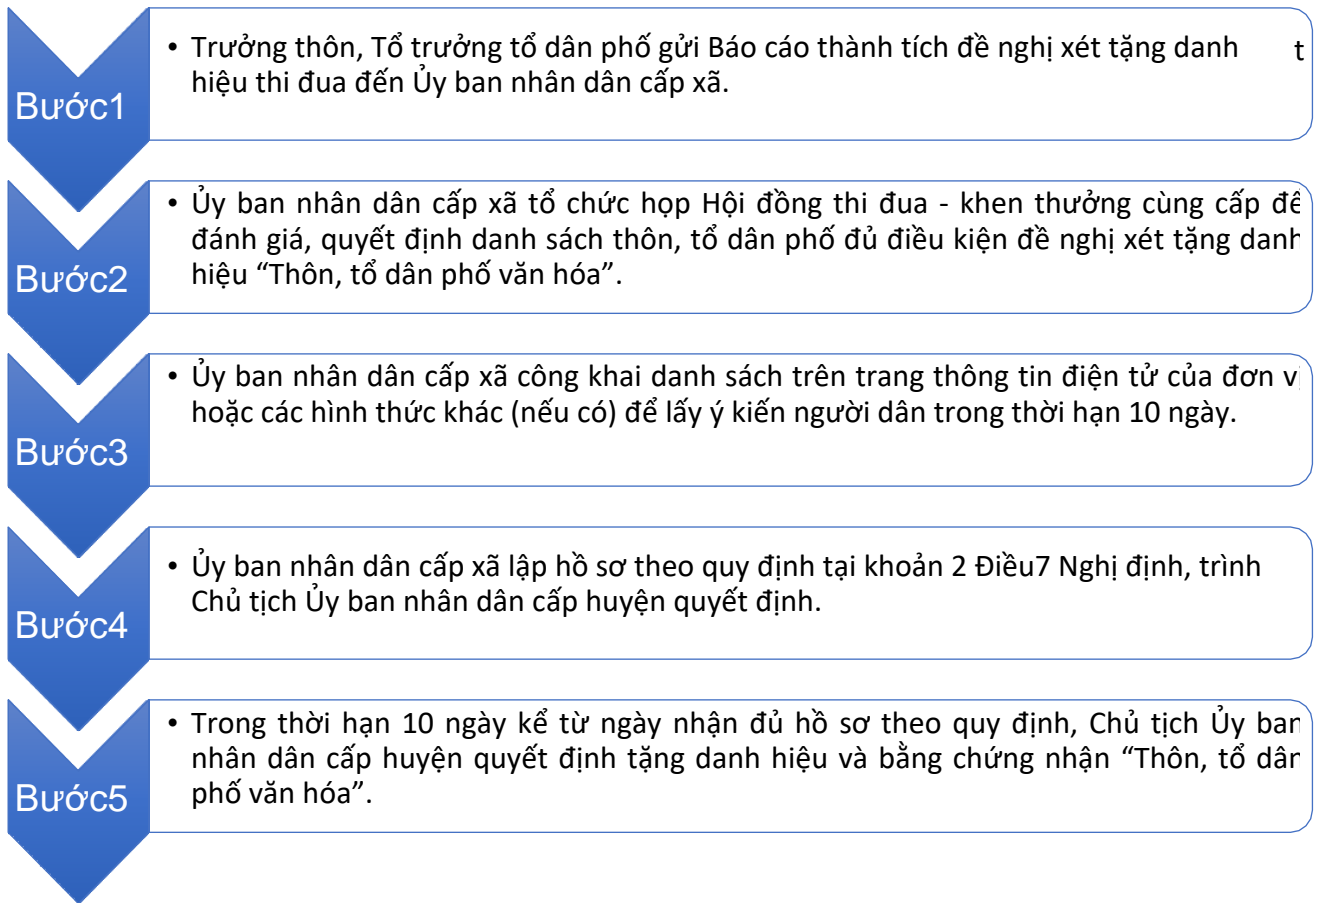 Bước1
• Trưởng thôn, Tổ trưởng tổ dân phố gửi Báo cáo thành tích đề nghị xét tặng danh t
hiệu thi đua đến Ủy ban nhân dân cấp xã.
Bước2
• Ủy ban nhân dân cấp xã tổ chức họp Hội đồng thi đua - khen thưởng cùng cấp để
đánh giá, quyết định danh sách thôn, tổ dân phố đủ điều kiện đề nghị xét tặng danh
hiệu “Thôn, tổ dân phố văn hóa”.
Bước3
• Ủy ban nhân dân cấp xã công khai danh sách trên trang thông tin điện tử của đơn vị
hoặc các hình thức khác (nếu có) để lấy ý kiến người dân trong thời hạn 10 ngày.
Bước4
• Ủy ban nhân dân cấp xã lập hồ sơ theo quy định tại khoản 2 Điều7 Nghị định, trình
Chủ tịch Ủy ban nhân dân cấp huyện quyết định.
Bước5
• Trong thời hạn 10 ngày kể từ ngày nhận đủ hồ sơ theo quy định, Chủ tịch Ủy ban
nhân dân cấp huyện quyết định tặng danh hiệu và bằng chứng nhận “Thôn, tổ dân
phố văn hóa”.